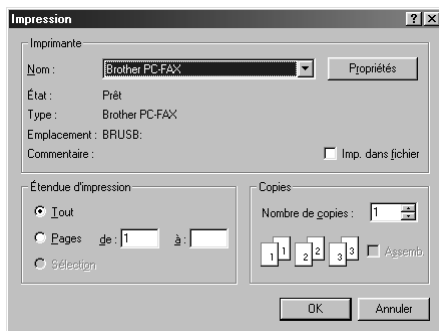 Impression
Imprimante
Nom : Brother PC-FAX Propriétés
État : Prêt
Type : Brother PC-FAX
Emplacement : BRUSB:
Commentaire : Imp. dans fichier
Étendue d'impression
Tout
Pages de : 1 à :
Sélection
Copies
Nombre de copies : 1
1 1 2 2 3 3 Assemb
OK Annuler